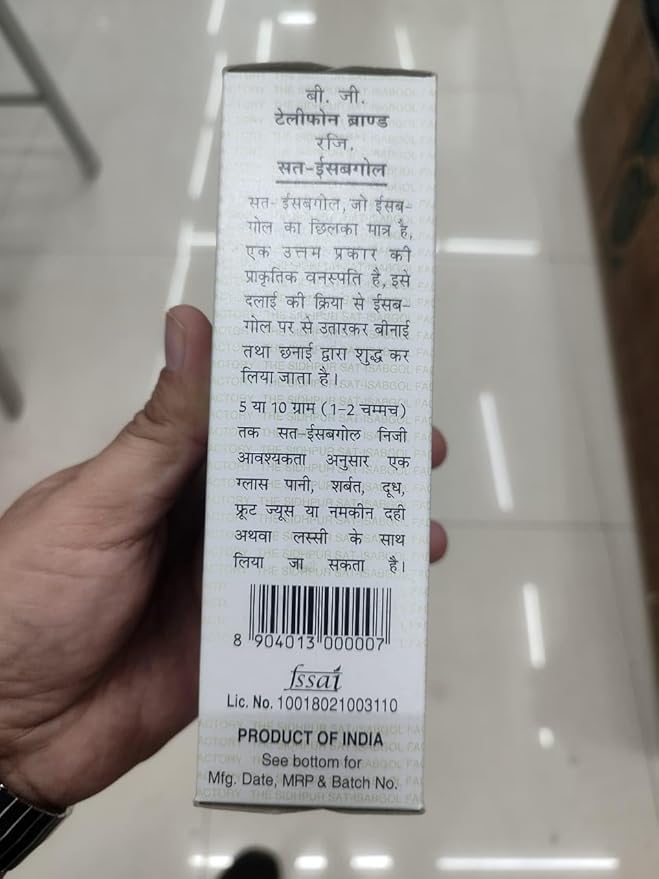 बी. जी.
टेलीफोन ब्राण्ड
रजि.
सत-ईसबगोल
सत-ईसबगोल, जो ईसब-
गोल का छिलका मात्र है,
एक उत्तम प्रकार की
प्राकृतिक वनस्पति है, इसे
दलाई की क्रिया से ईसब-
गोल पर से उतारकर बीनाई
तथा छनाई द्वारा शुद्ध कर
लिया जाता है।
5 या 10 ग्राम (1-2 चम्मच)
तक सत-ईसबगोल निजी
आवश्यकता अनुसार एक
ग्लास पानी, शर्बत, दूध,
फ्रूट ज्यूस या नमकीन दही
अथवा लस्सी के साथ
लिया जा सकता है।
8 904013 000007
fssai
Lic. No. 10018021003110
PRODUCT OF INDIA
See bottom for
Mfg. Date, MRP & Batch No.